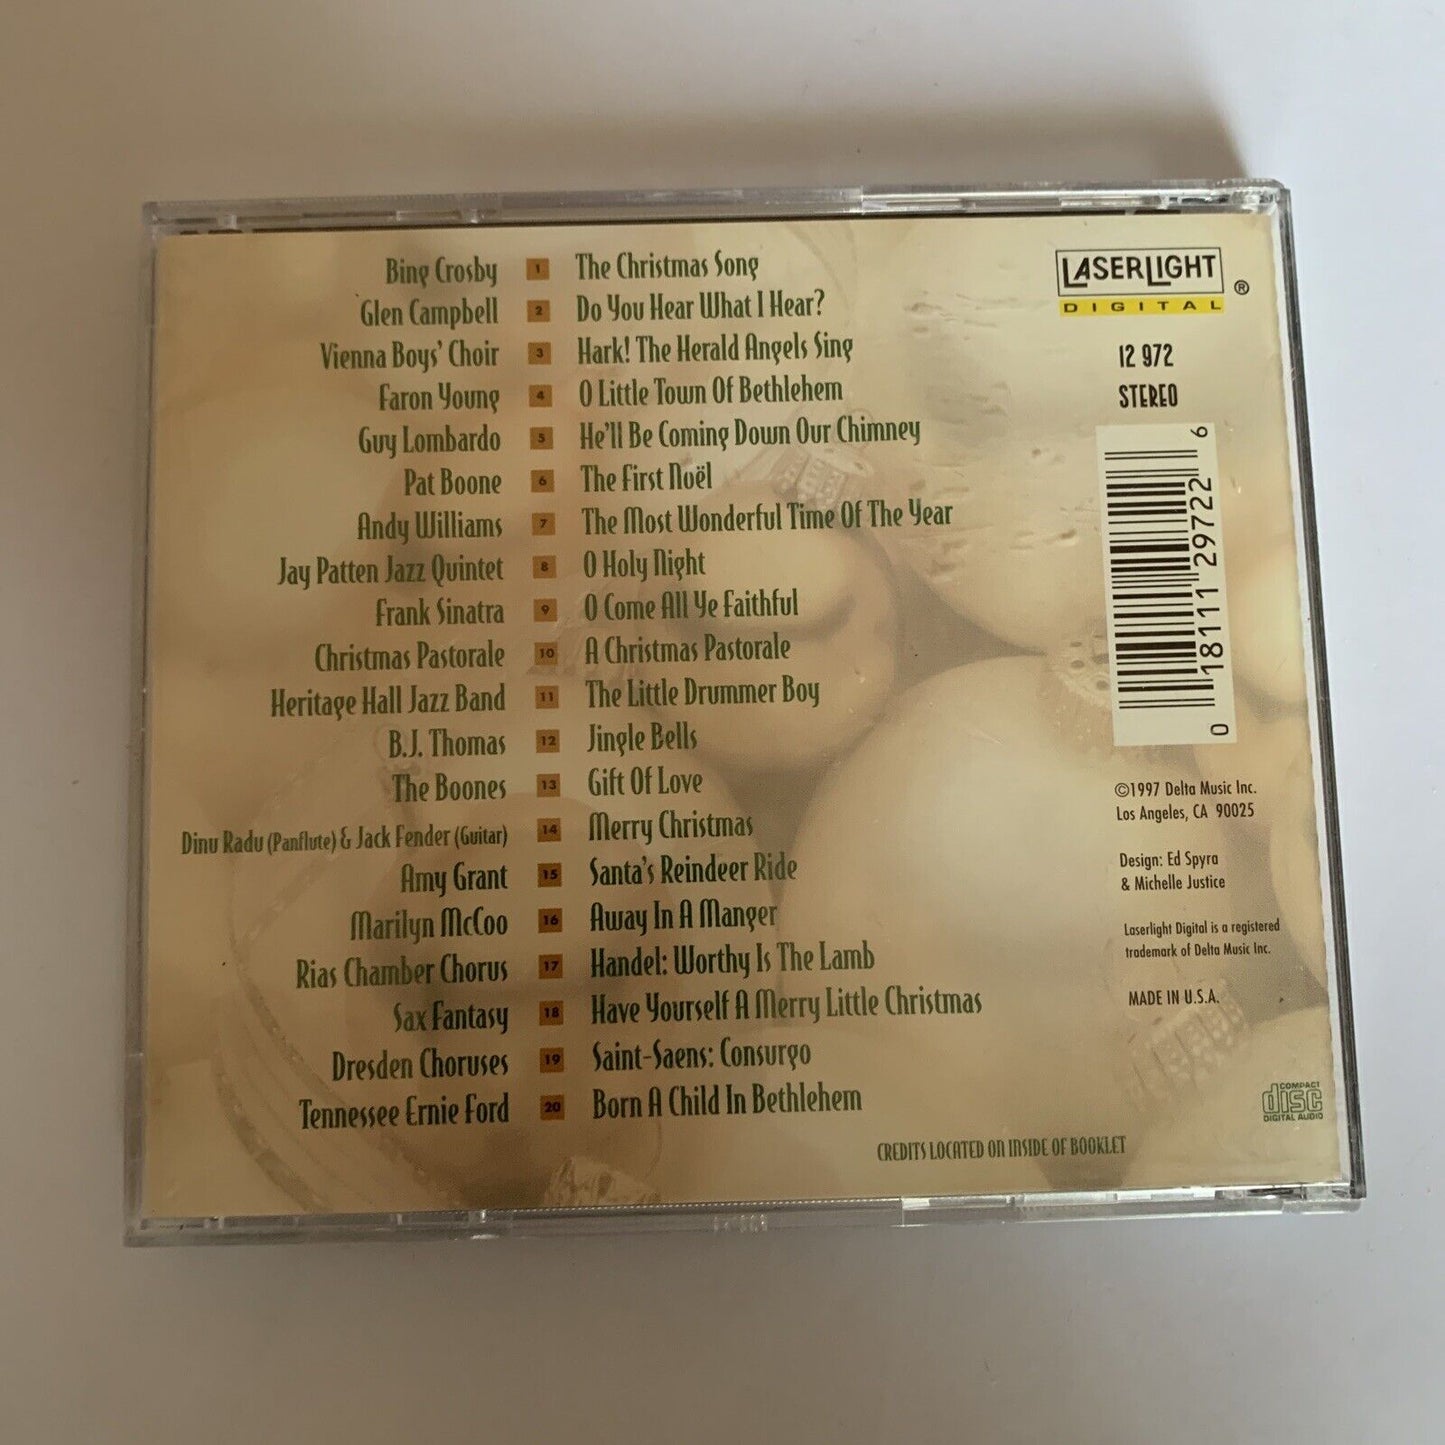 Bing Crosby 1 The Christmas Song
Glen Campbell 2 Do You Hear What I Hear?
Vienna Boys' Choir 3 Hark! The Herald Angels Sing
Faron Young 4 O Little Town Of Bethlehem
Guy Lombardo 5 He'll Be Coming Down Our Chimney
Pat Boone 6 The First Noël
Andy Williams 7 The Most Wonderful Time Of The Year
Jay Patten Jazz Quintet 8 O Holy Night
Frank Sinatra 9 O Come All Ye Faithful
Christmas Pastorale 10 A Christmas Pastorale
Heritage Hall Jazz Band 11 The Little Drummer Boy
B.J. Thomas 12 Jingle Bells
The Boones 13 Gift Of Love
Dinu Radu (Panflute) & Jack Fender (Guitar) 14 Merry Christmas
Amy Grant 15 Santa's Reindeer Ride
Marilyn McCoo 16 Away In A Manger
Rias Chamber Chorus 17 Handel: Worthy Is The Lamb
Sax Fantasy 18 Have Yourself A Merry Little Christmas
Dresden Choruses 19 Saint-Saens: Consurgo
Tennessee Ernie Ford 20 Born A Child In Bethlehem
CREDITS LOCATED ON INSIDE OF BOOKLET
LASERLIGHT ®
DIGITAL
12 972
STEREO
0 18111 29722 6
©1997 Delta Music Inc.
Los Angeles, CA 90025
Design: Ed Spyra
& Michelle Justice
Laserlight Digital is a registered
trademark of Delta Music Inc.
MADE IN U.S.A.
COMPACT
disc
DIGITAL AUDIO